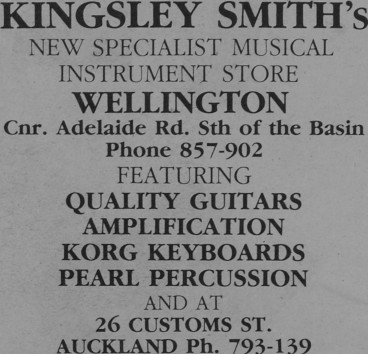 KINGSLEY SMITH's
NEW SPECIALIST MUSICAL
INSTRUMENT STORE
WELLINGTON
Cnr. Adelaide Rd. Sth of the Basin
Phone 857-902
FEATURING
QUALITY GUITARS
AMPLIFICATION
KORG KEYBOARDS
PEARL PERCUSSION
AND AT
26 CUSTOMS ST.
AUCKLAND Ph. 793-139